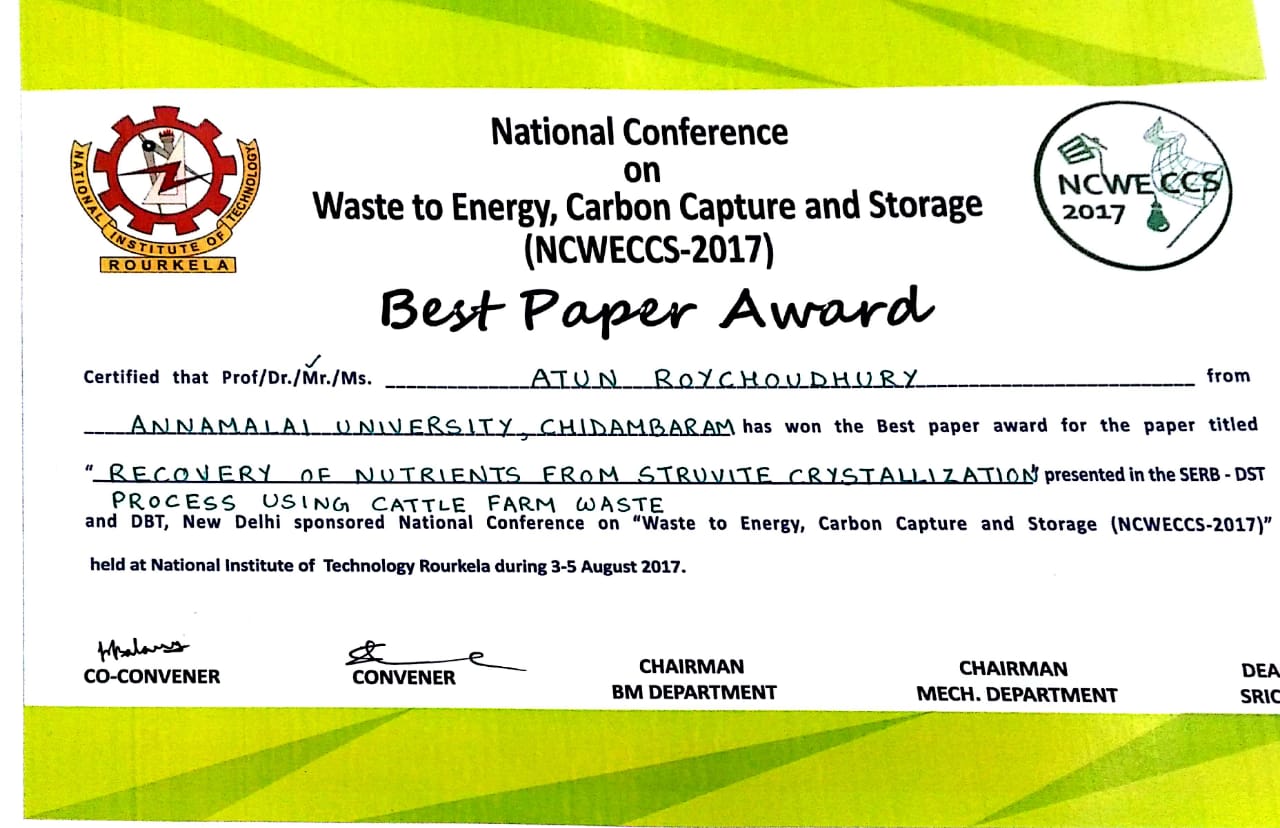 NATIONAL INSTITUTE OF TECHNOLOGY
ROURKELA
National Conference
on
Waste to Energy, Carbon Capture and Storage
(NCWECCS-2017)
NCWECCS
2017
Best Paper Award
Certified that Prof/Dr./Mr./Ms. ATUN ROYCHOUDHURY from
ANNAMALAI UNIVERSITY, CHIDAMBARAM has won the Best paper award for the paper titled
"RECOVERY OF NUTRIENTS FROM STRUVITE CRYSTALLIZATION" presented in the SERB - DST
PROCESS USING CATTLE FARM WASTE
and DBT, New Delhi sponsored National Conference on "Waste to Energy, Carbon Capture and Storage (NCWECCS-2017)"
held at National Institute of Technology Rourkela during 3-5 August 2017.
CO-CONVENER
CONVENER
CHAIRMAN
BM DEPARTMENT
CHAIRMAN
MECH. DEPARTMENT
DEA
SRIC